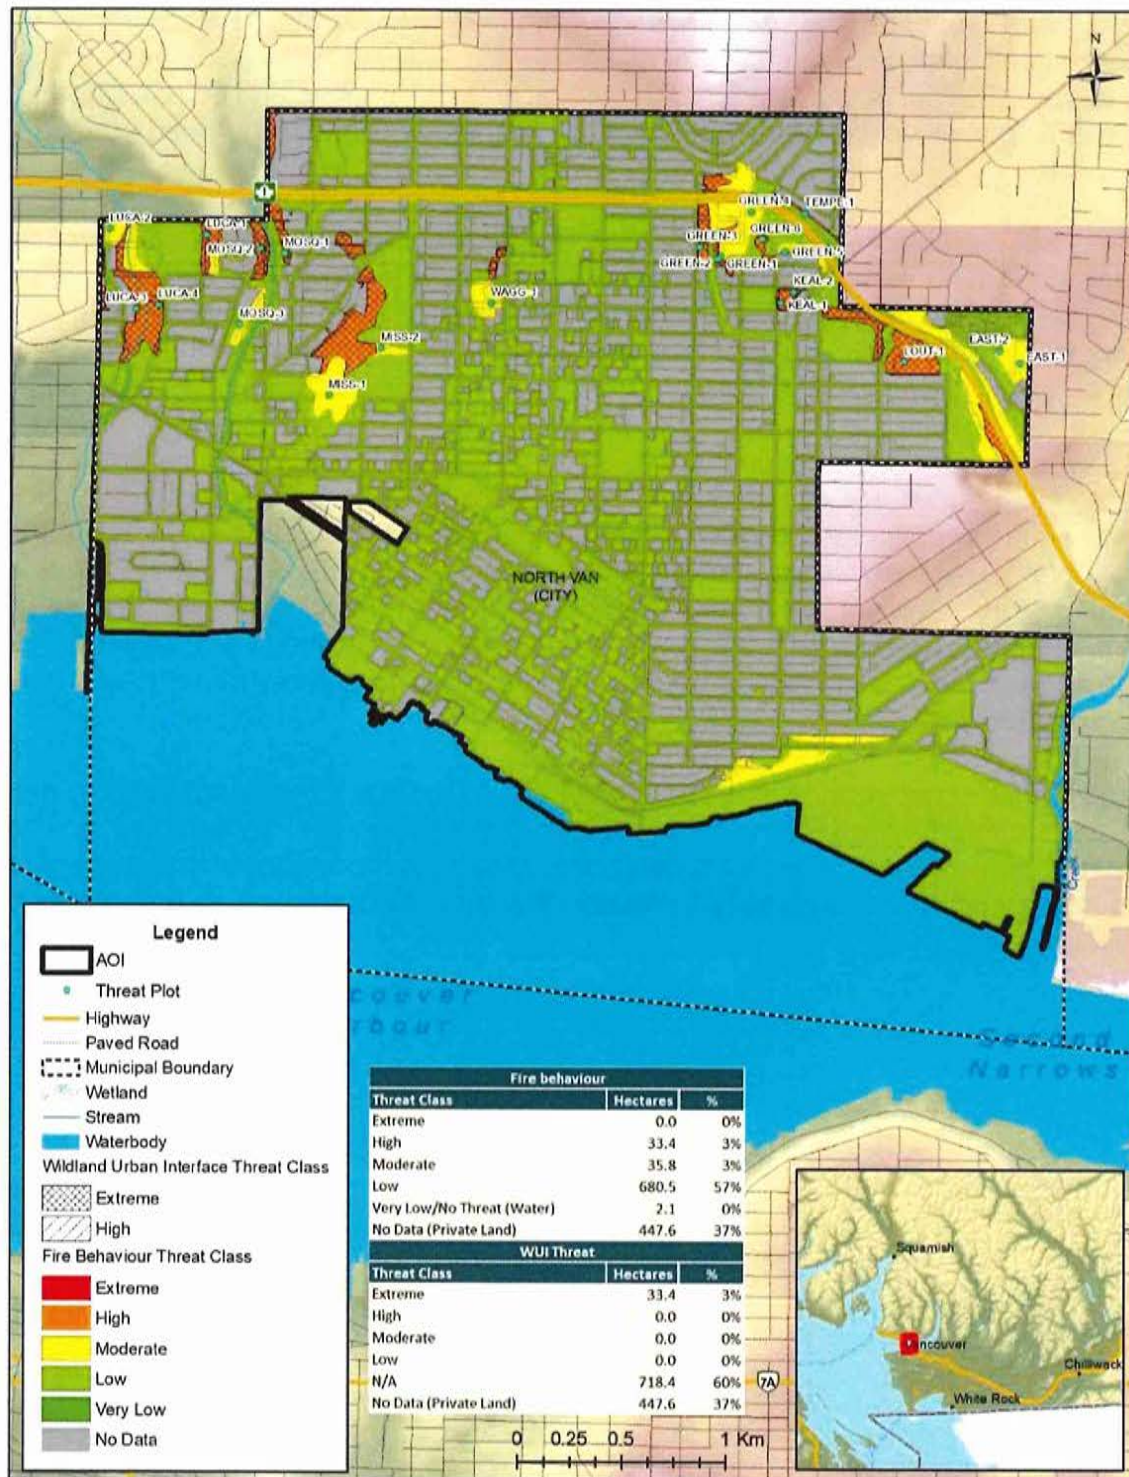 N
1
LUCA-2
LUCA-1
MOSQ-2
MOSQ-1
LUCA-3
LUCA-4
MOSQ-3
MISS-2
MISS-1
WAGG-1
GREEN-4
TEMPE-1
GREEN-3
GREEN-6
GREEN-2
GREEN-1
GREEN-5
KEAL-2
KEAL-1
LOUT-1
EAST-2
EAST-1
NORTH VAN
(CITY)
Creek
couver
rbour
Second
Narrows
Legend
AOI
Threat Plot
Highway
Paved Road
Municipal Boundary
Wetland
Stream
Waterbody
Wildland Urban Interface Threat Class
Extreme
High
Fire Behaviour Threat Class
Extreme
High
Moderate
Low
Very Low
No Data
Fire behaviour
Threat Class Hectares %
Extreme 0.0 0%
High 33.4 3%
Moderate 35.8 3%
Low 680.5 57%
Very Low/No Threat (Water) 2.1 0%
No Data (Private Land) 447.6 37%
WUI Threat
Threat Class Hectares %
Extreme 33.4 3%
High 0.0 0%
Moderate 0.0 0%
Low 0.0 0%
N/A 718.4 60%
No Data (Private Land) 447.6 37%
7A
0 0.25 0.5 1 Km
Squamish
ancouver
Chilliwack
White Rock